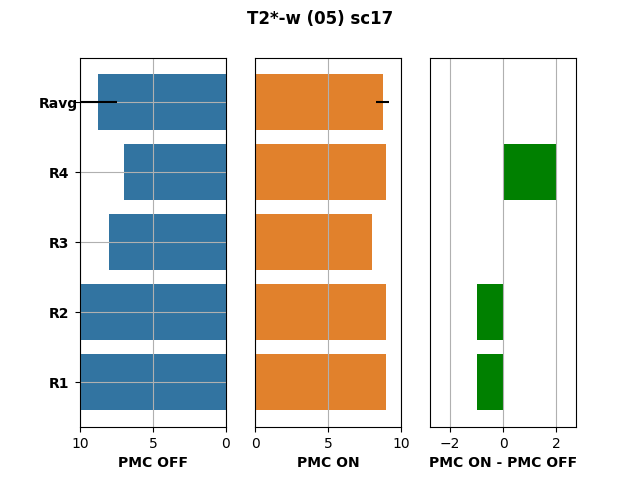 T2*-w (05) sc17
Ravg
R4
R3
R2
R1
10 5 0
0 5 10
−2 0 2
PMC OFF
PMC ON
PMC ON - PMC OFF